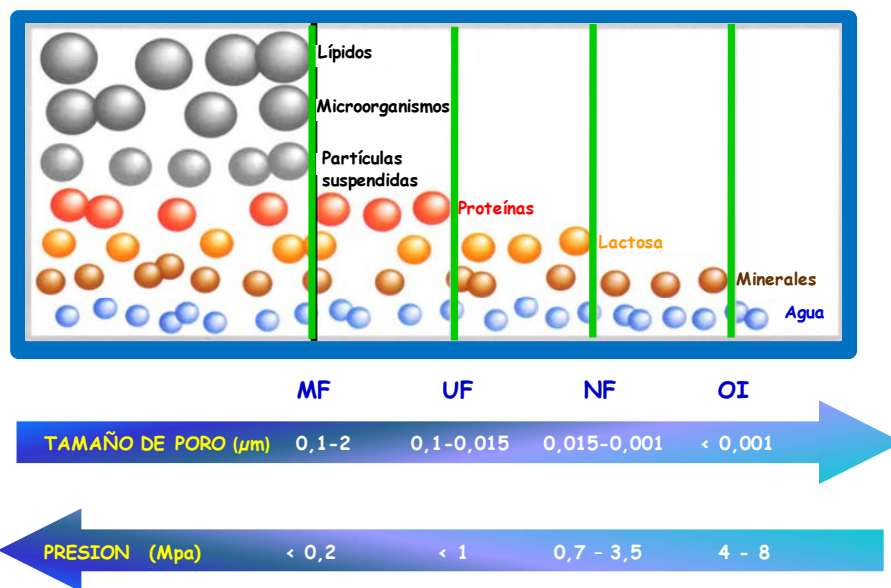 Lípidos
Microorganismos
Partículas
suspendidas
Proteínas
Lactosa
Minerales
Agua
MF UF NF OI
TAMAÑO DE PORO (µm) 0,1-2 0,1-0,015 0,015-0,001 < 0,001
PRESION (Mpa) < 0,2 < 1 0,7 - 3,5 4 - 8